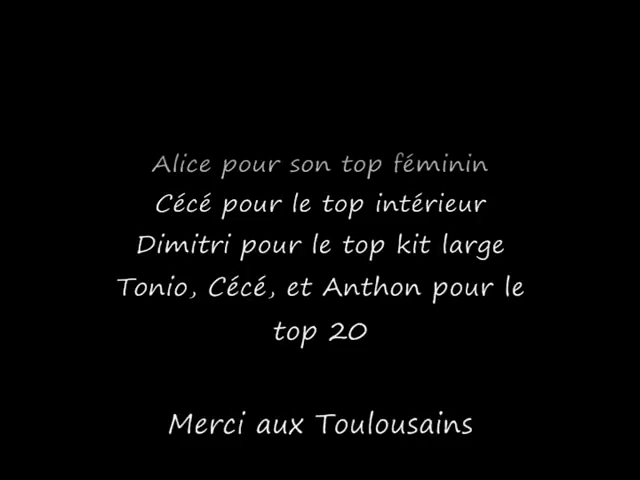 Alice pour son top féminin
Cécé pour le top intérieur
Dimitri pour le top kit large
Tonio, Cécé, et Anthon pour le
top 20
Merci aux Toulousains